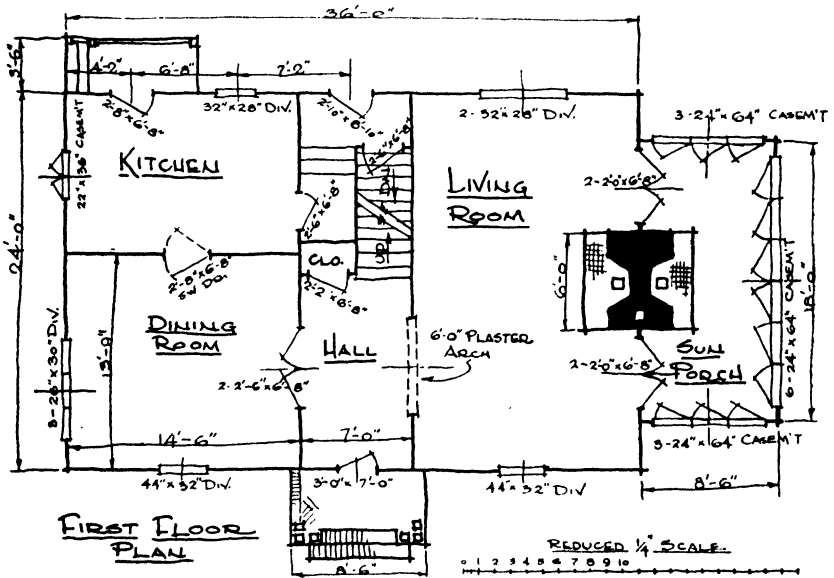 36'-0"
5'-6"
4'-2"
6'-8"
7'-2"
2'-8"x6'-8"
32"x28" DIV.
2'-10"x8'-10"
2-32"x28" DIV.
3-24"x64" CASEM'T
22"x36" CASEM'T
KITCHEN
2'-6"x6'-8"
DN.
LIVING
ROOM
2-2'0"x6'-8"
24'-0"
2'-6"x6'-8"
UP
CLO.
6'-0"
18'-0"
6-24"x64" CASEM'T
2'-8"x6'-8"
SW DO.
2'-2"x6'-8"
DINING
ROOM
13'-0"
HALL
6'-0" PLASTER
ARCH
SUN
PORCH
2-2'0"x6'-8"
2-2'-6"x6'-8"
3-26"x30" DIV.
14'-6"
7'-0"
3-24"x64" CASEM'T
44"x32" DIV.
3'-0"x7'-0"
44"x32" DIV
8'-6"
FIRST FLOOR
PLAN
8'-6"
REDUCED 1/4" SCALE.
0 1 2 3 4 5 6 7 8 9 10